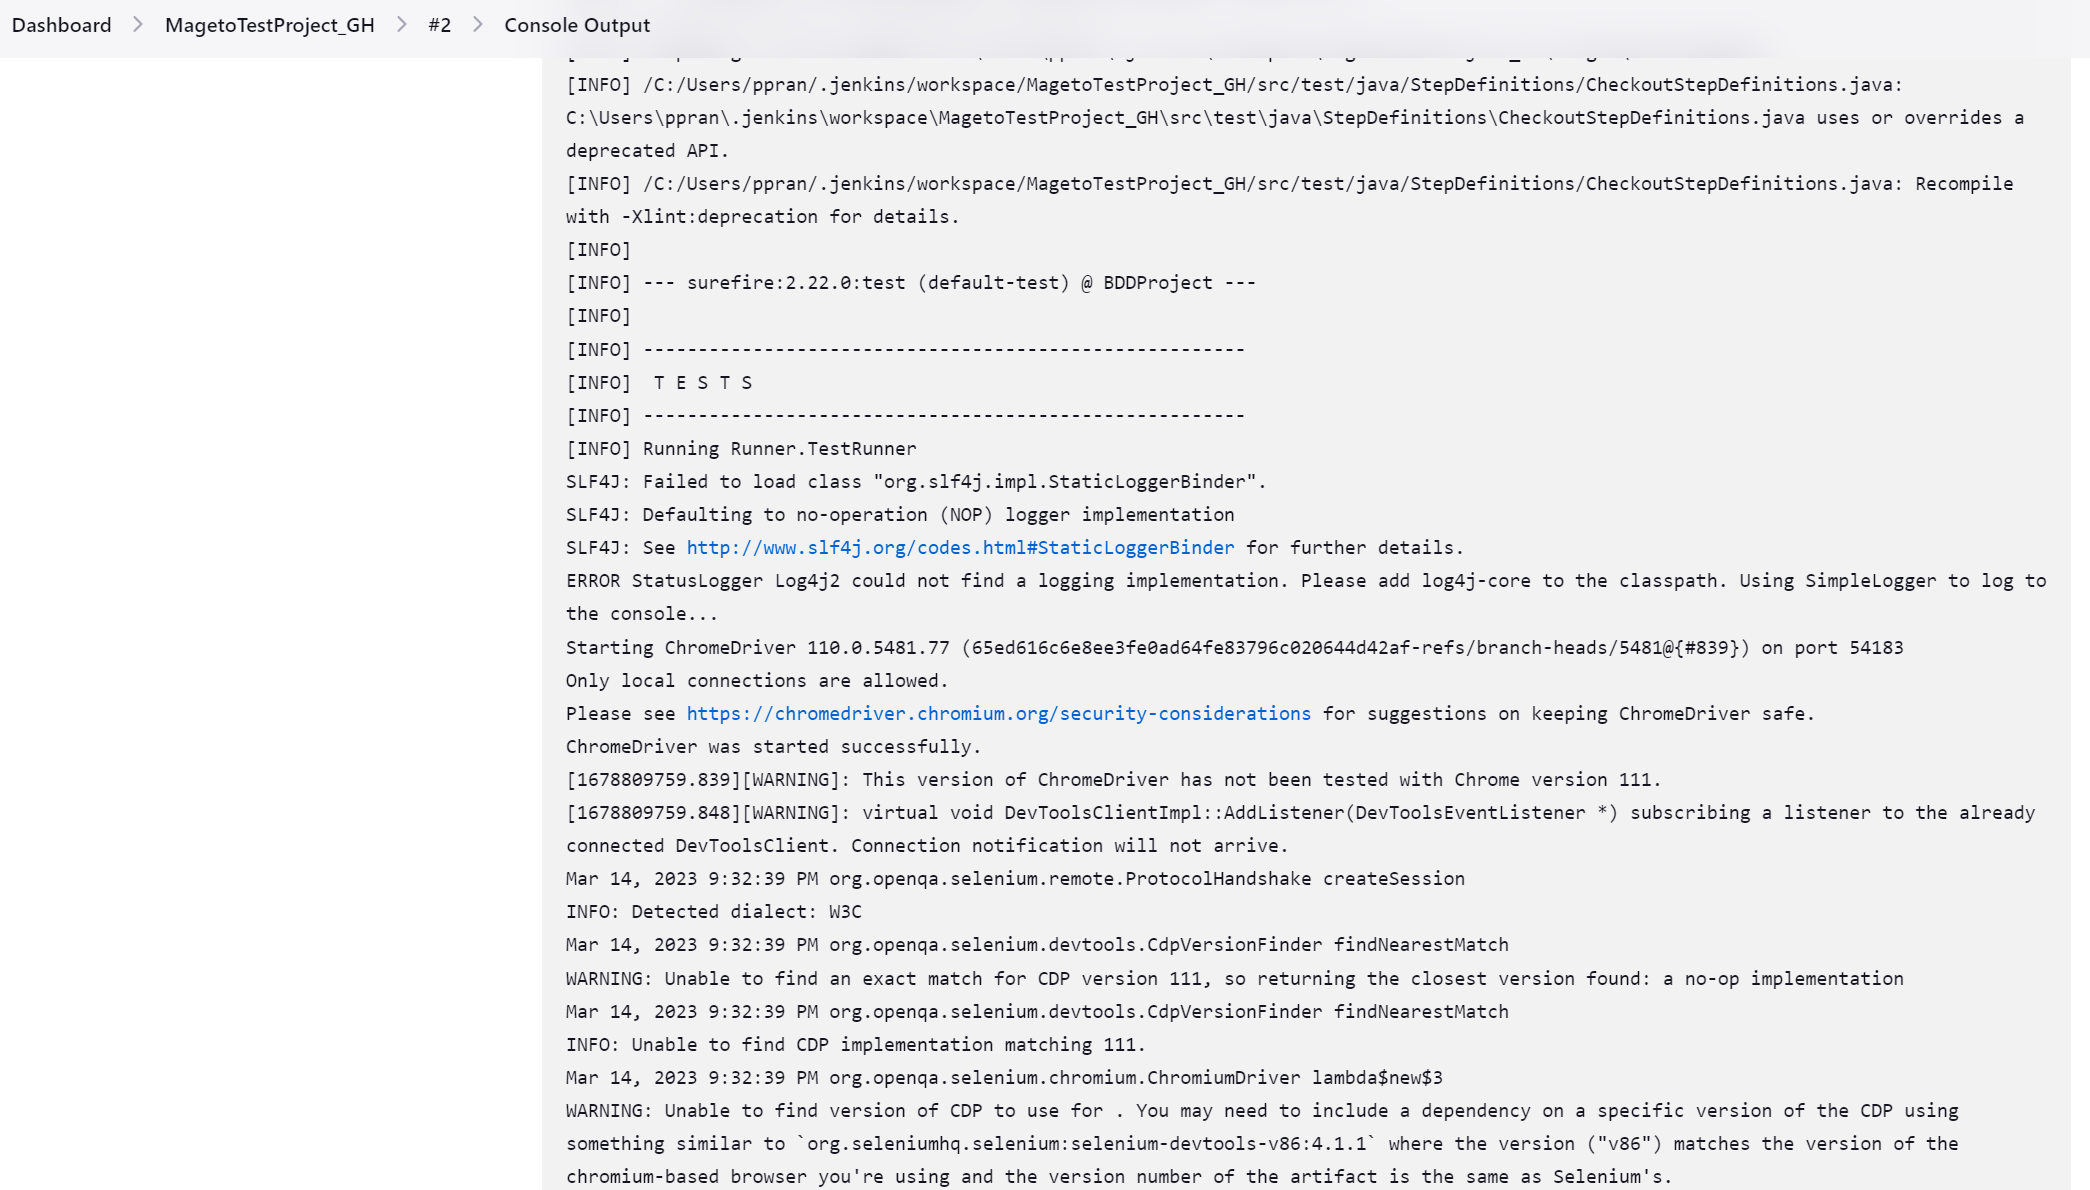 Dashboard > MagetoTestProject_GH > #2 > Console Output
[INFO] /C:/Users/ppran/.jenkins/workspace/MagetoTestProject_GH/src/test/java/StepDefinitions/CheckoutStepDefinitions.java:
C:\Users\ppran\.jenkins\workspace\MagetoTestProject_GH\src\test\java\StepDefinitions\CheckoutStepDefinitions.java uses or overrides a
deprecated API.
[INFO] /C:/Users/ppran/.jenkins/workspace/MagetoTestProject_GH/src/test/java/StepDefinitions/CheckoutStepDefinitions.java: Recompile
with -Xlint:deprecation for details.
[INFO]
[INFO] --- surefire:2.22.0:test (default-test) @ BDDProject ---
[INFO]
[INFO] -------------------------------------------------------
[INFO]  T E S T S
[INFO] -------------------------------------------------------
[INFO] Running Runner.TestRunner
SLF4J: Failed to load class "org.slf4j.impl.StaticLoggerBinder".
SLF4J: Defaulting to no-operation (NOP) logger implementation
SLF4J: See http://www.slf4j.org/codes.html#StaticLoggerBinder for further details.
ERROR StatusLogger Log4j2 could not find a logging implementation. Please add log4j-core to the classpath. Using SimpleLogger to log to
the console...
Starting ChromeDriver 110.0.5481.77 (65ed616c6e8ee3fe0ad64fe83796c020644d42af-refs/branch-heads/5481@{#839}) on port 54183
Only local connections are allowed.
Please see https://chromedriver.chromium.org/security-considerations for suggestions on keeping ChromeDriver safe.
ChromeDriver was started successfully.
[1678809759.839][WARNING]: This version of ChromeDriver has not been tested with Chrome version 111.
[1678809759.848][WARNING]: virtual void DevToolsClientImpl::AddListener(DevToolsEventListener *) subscribing a listener to the already
connected DevToolsClient. Connection notification will not arrive.
Mar 14, 2023 9:32:39 PM org.openqa.selenium.remote.ProtocolHandshake createSession
INFO: Detected dialect: W3C
Mar 14, 2023 9:32:39 PM org.openqa.selenium.devtools.CdpVersionFinder findNearestMatch
WARNING: Unable to find an exact match for CDP version 111, so returning the closest version found: a no-op implementation
Mar 14, 2023 9:32:39 PM org.openqa.selenium.devtools.CdpVersionFinder findNearestMatch
INFO: Unable to find CDP implementation matching 111.
Mar 14, 2023 9:32:39 PM org.openqa.selenium.chromium.ChromiumDriver lambda$new$3
WARNING: Unable to find version of CDP to use for . You may need to include a dependency on a specific version of the CDP using
something similar to `org.seleniumhq.selenium:selenium-devtools-v86:4.1.1` where the version ("v86") matches the version of the
chromium-based browser you're using and the version number of the artifact is the same as Selenium's.